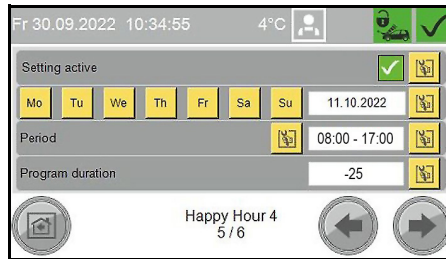 Fr 30.09.2022 10:34:55 4°C
Setting active
Mo Tu We Th Fr Sa Su 11.10.2022
Period 08:00 - 17:00
Program duration -25
Happy Hour 4
5 / 6